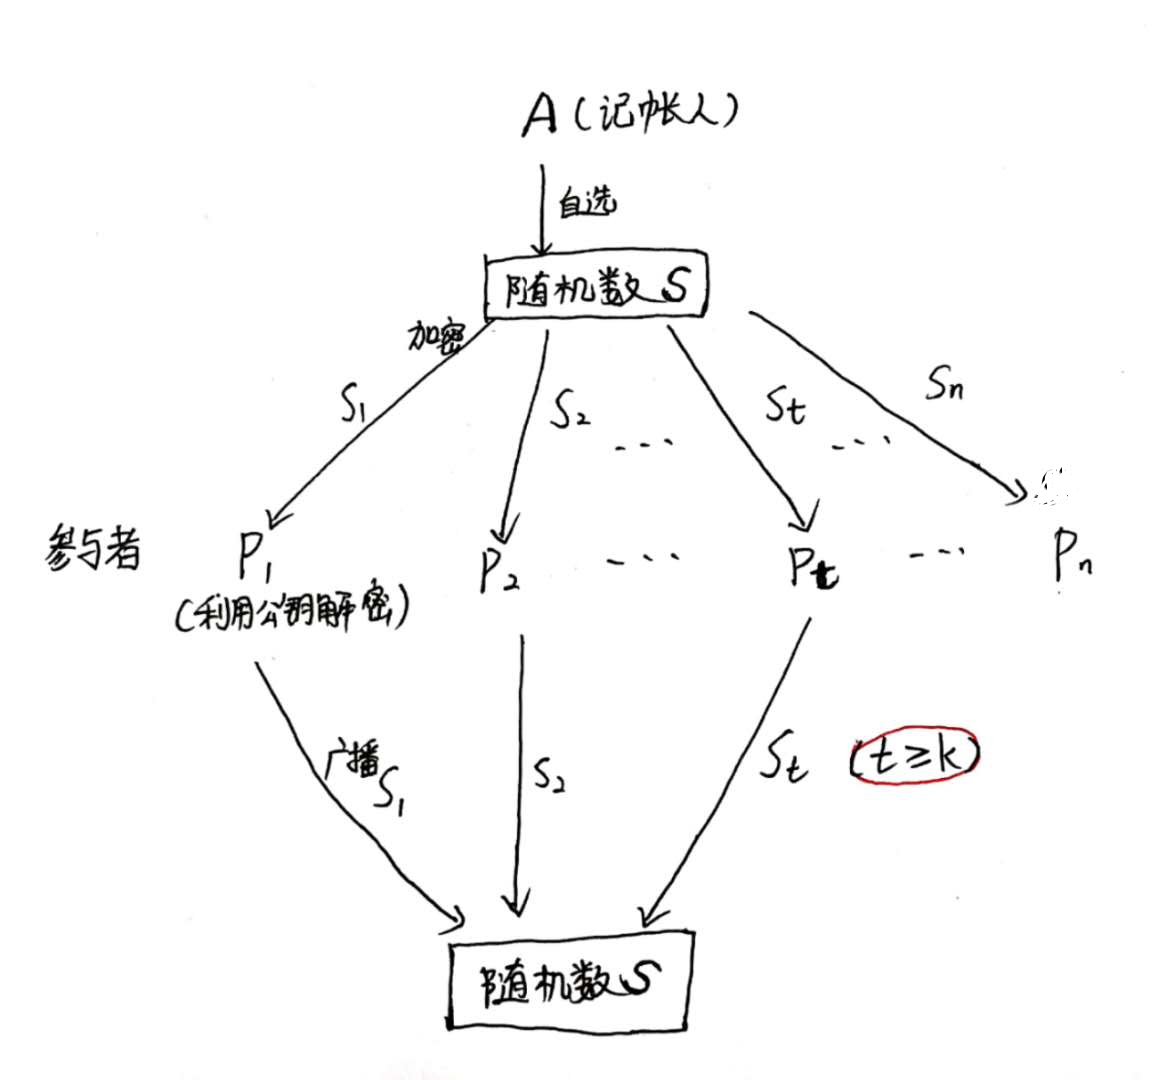 A(记帐人)
自选
随机数 S
加密
S1 S2 ... St ... Sn
参与者 P1 P2 ... Pt ... Pn
(利用公钥解密)
广播
S1 S2 St (t≥k)
随机数 S